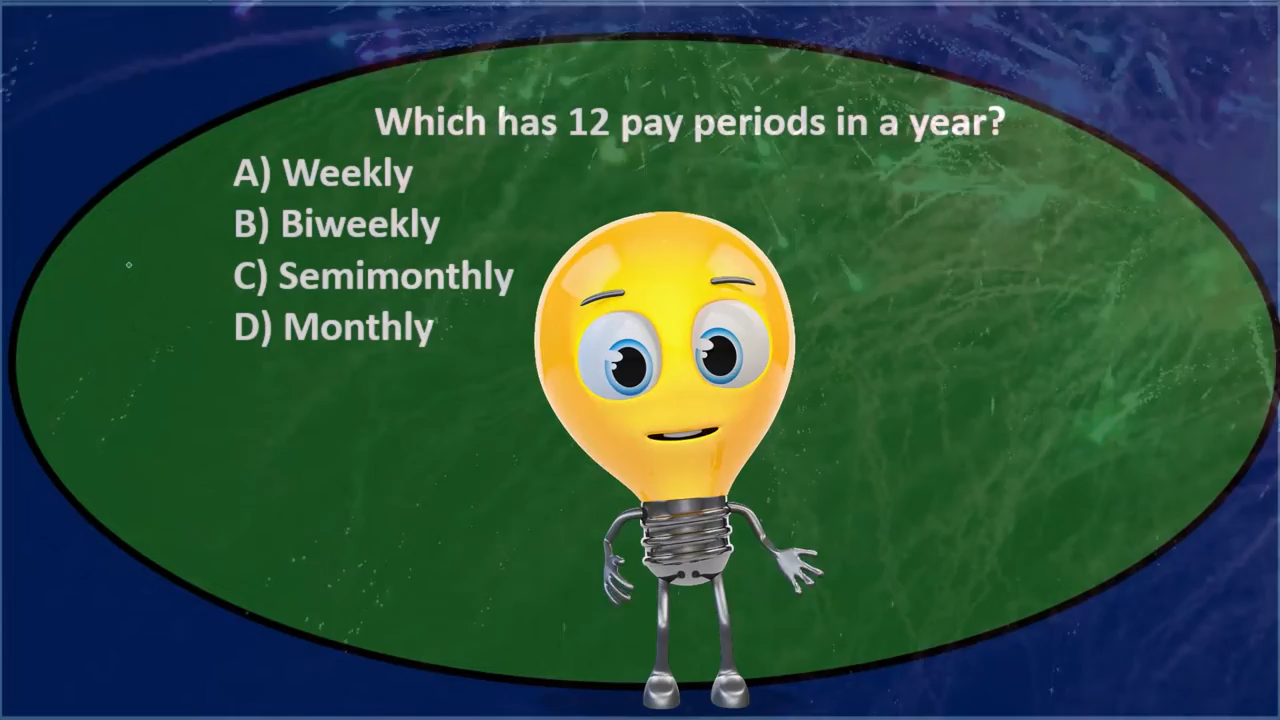 Which has 12 pay periods in a year?
A) Weekly
B) Biweekly
C) Semimonthly
D) Monthly